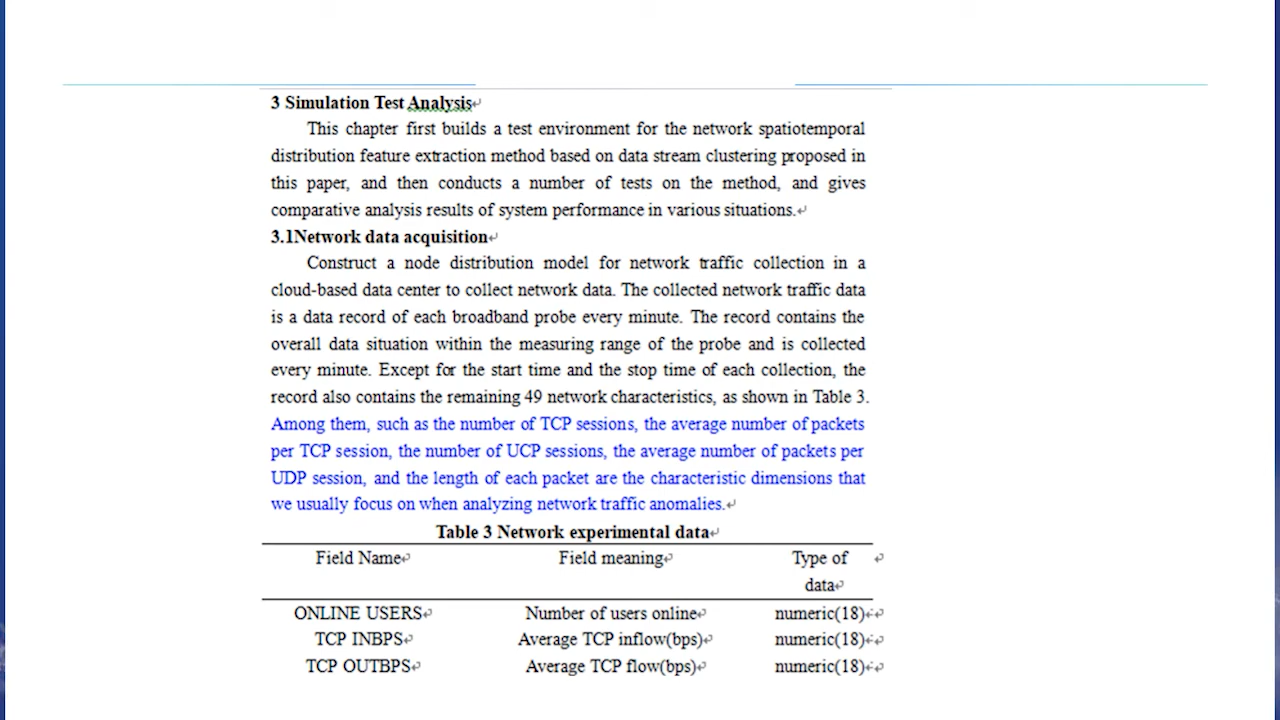 3 Simulation Test Analysis
This chapter first builds a test environment for the network spatiotemporal
distribution feature extraction method based on data stream clustering proposed in
this paper, and then conducts a number of tests on the method, and gives
comparative analysis results of system performance in various situations.
3.1Network data acquisition
Construct a node distribution model for network traffic collection in a
cloud-based data center to collect network data. The collected network traffic data
is a data record of each broadband probe every minute. The record contains the
overall data situation within the measuring range of the probe and is collected
every minute. Except for the start time and the stop time of each collection, the
record also contains the remaining 49 network characteristics, as shown in Table 3.
Among them, such as the number of TCP sessions, the average number of packets
per TCP session, the number of UCP sessions, the average number of packets per
UDP session, and the length of each packet are the characteristic dimensions that
we usually focus on when analyzing network traffic anomalies.
Table 3 Network experimental data
Field Name Field meaning Type of
data
ONLINE USERS Number of users online numeric(18)
TCP INBPS Average TCP inflow(bps) numeric(18)
TCP OUTBPS Average TCP flow(bps) numeric(18)